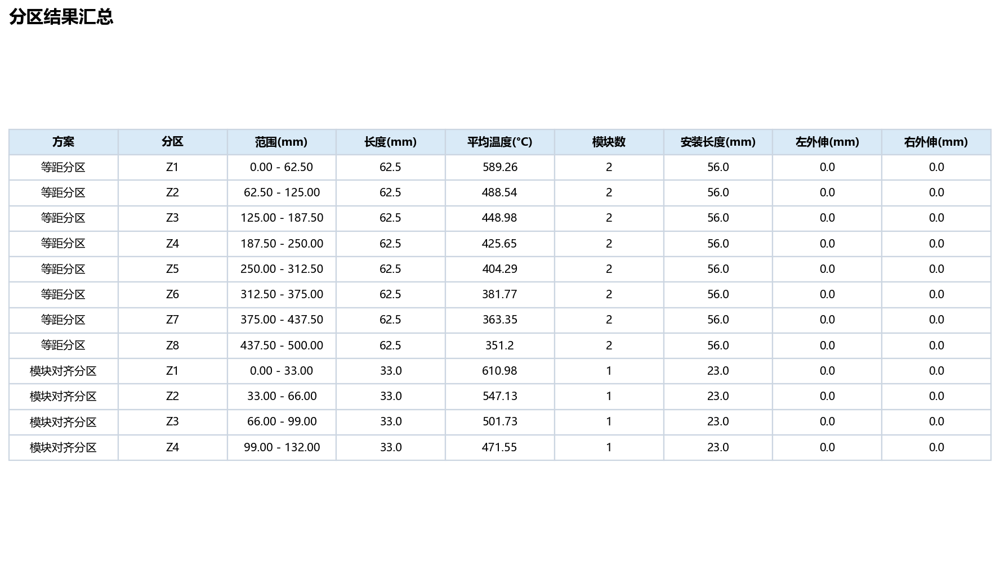 分区结果汇总
方案 分区 范围(mm) 长度(mm) 平均温度(°C) 模块数 安装长度(mm) 左外伸(mm) 右外伸(mm)
等距分区 Z1 0.00 - 62.50 62.5 589.26 2 56.0 0.0 0.0
等距分区 Z2 62.50 - 125.00 62.5 488.54 2 56.0 0.0 0.0
等距分区 Z3 125.00 - 187.50 62.5 448.98 2 56.0 0.0 0.0
等距分区 Z4 187.50 - 250.00 62.5 425.65 2 56.0 0.0 0.0
等距分区 Z5 250.00 - 312.50 62.5 404.29 2 56.0 0.0 0.0
等距分区 Z6 312.50 - 375.00 62.5 381.77 2 56.0 0.0 0.0
等距分区 Z7 375.00 - 437.50 62.5 363.35 2 56.0 0.0 0.0
等距分区 Z8 437.50 - 500.00 62.5 351.2 2 56.0 0.0 0.0
模块对齐分区 Z1 0.00 - 33.00 33.0 610.98 1 23.0 0.0 0.0
模块对齐分区 Z2 33.00 - 66.00 33.0 547.13 1 23.0 0.0 0.0
模块对齐分区 Z3 66.00 - 99.00 33.0 501.73 1 23.0 0.0 0.0
模块对齐分区 Z4 99.00 - 132.00 33.0 471.55 1 23.0 0.0 0.0